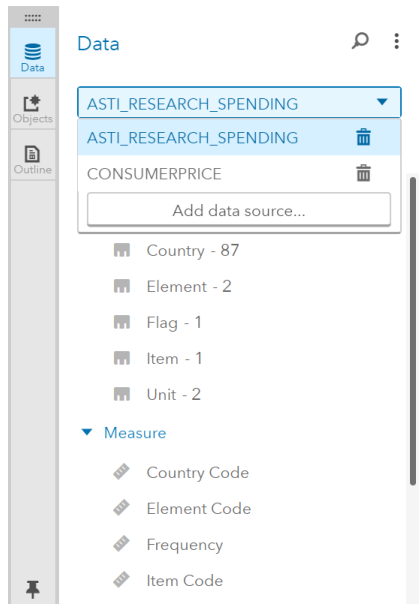 Data
Objects
Outline
Data
ASTI_RESEARCH_SPENDING
ASTI_RESEARCH_SPENDING
CONSUMERPRICE
Add data source...
Country - 87
Element - 2
Flag - 1
Item - 1
Unit - 2
Measure
Country Code
Element Code
Frequency
Item Code